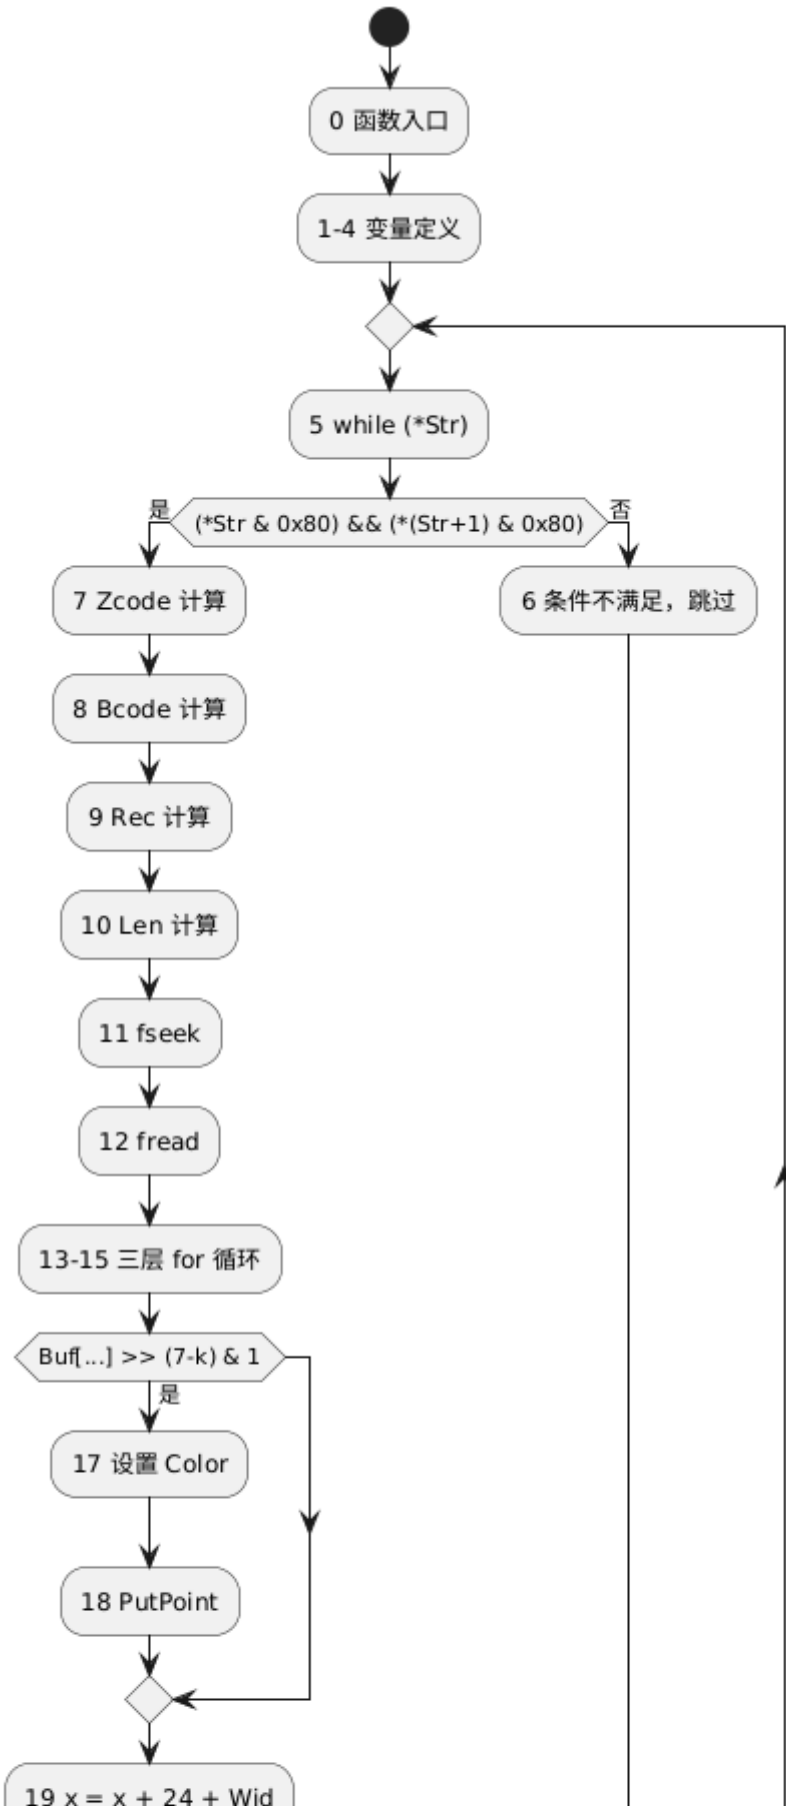 0 函数入口
1-4 变量定义
5 while (*Str)
是
(*Str & 0x80) && (*(Str+1) & 0x80)
否
7 Zcode 计算
6 条件不满足，跳过
8 Bcode 计算
9 Rec 计算
10 Len 计算
11 fseek
12 fread
13-15 三层 for 循环
Buf[...] >> (7-k) & 1
是
17 设置 Color
18 PutPoint
19 x = x + 24 + Wid